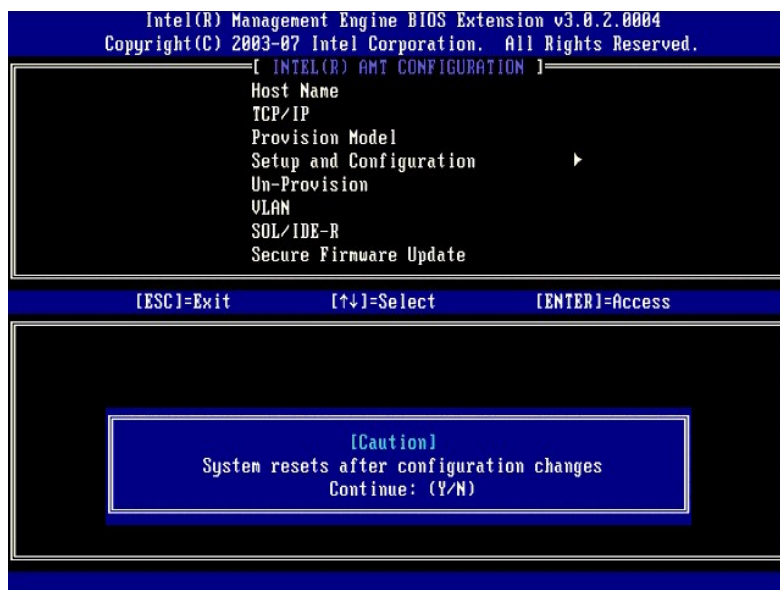 Intel(R) Management Engine BIOS Extension v3.0.2.0004
Copyright(C) 2003-07 Intel Corporation. All Rights Reserved.
[ INTEL(R) AMT CONFIGURATION ]
Host Name
TCP/IP
Provision Model
Setup and Configuration
Un-Provision
VLAN
SOL/IDE-R
Secure Firmware Update
[ESC]=Exit [↑↓]=Select [ENTER]=Access
[Caution]
System resets after configuration changes
Continue: (Y/N)